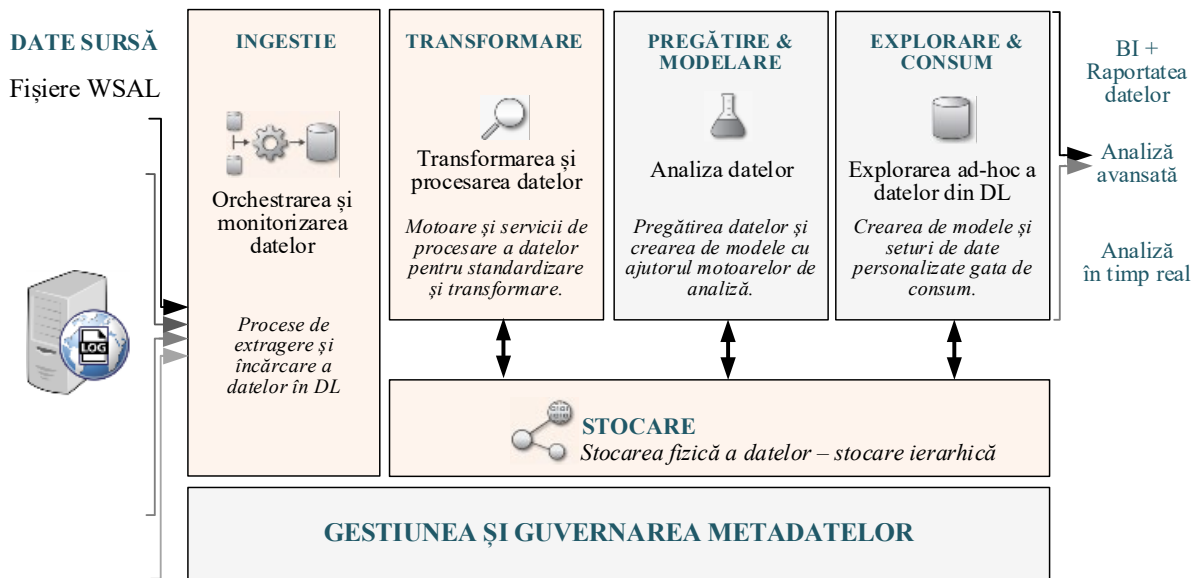 DATE SURSĂ
Fișiere WSAL
LOG
INGESTIE
Orchestrarea și
monitorizarea
datelor
Procese de
extragere și
încărcare a
datelor în DL
TRANSFORMARE
Transformarea și
procesarea datelor
Motoare și servicii de
procesare a datelor
pentru standardizare
și transformare.
PREGĂTIRE &
MODELARE
Analiza datelor
Pregătirea datelor și
crearea de modele cu
ajutorul motoarelor de
analiză.
EXPLORARE &
CONSUM
Explorarea ad-hoc a
datelor din DL
Crearea de modele și
seturi de date
personalizate gata de
consum.
BI +
Raportatea
datelor
Analiză
avansată
Analiză
în timp real
STOCARE
Stocarea fizică a datelor – stocare ierarhică
GESTIUNEA ȘI GUVERNAREA METADATELOR